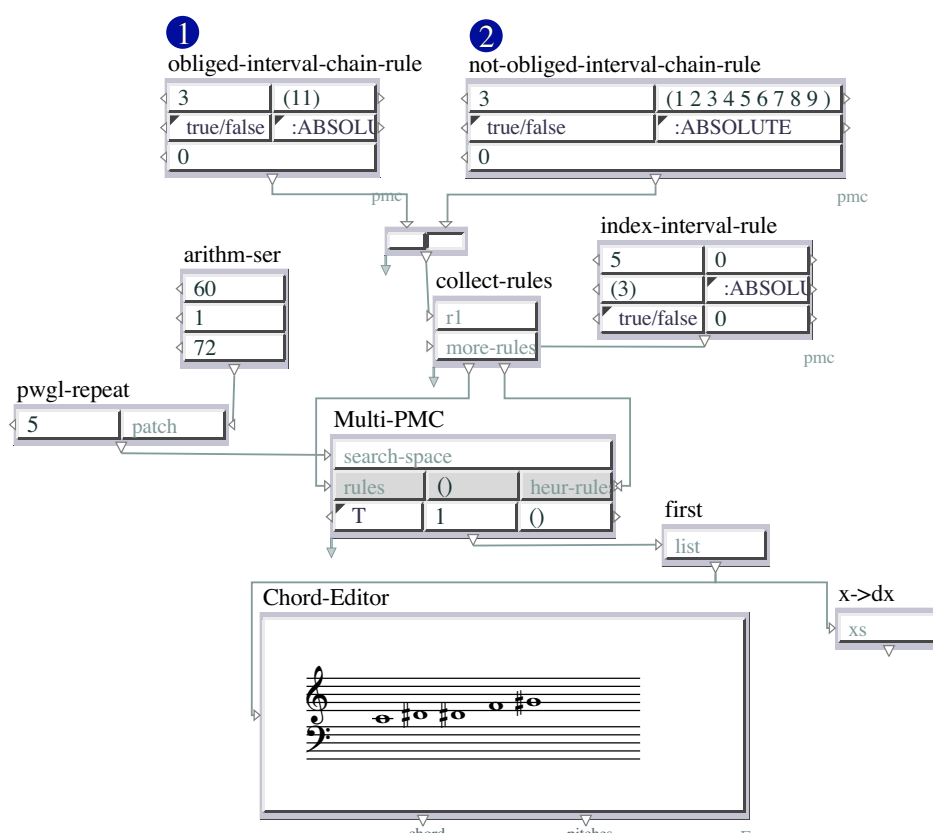 1
2
obliged-interval-chain-rule
not-obliged-interval-chain-rule
3 (11)
3 (1 2 3 4 5 6 7 8 9 )
true/false :ABSOLU
true/false :ABSOLUTE
0
0
pmc
pmc
index-interval-rule
arithm-ser
5 0
collect-rules
60
(3) :ABSOLU
r1
1
true/false 0
72
more-rules
pmc
pwgl-repeat
5 patch
Multi-PMC
search-space
rules () heur-rule
T 1 ()
first
list
Chord-Editor
x->dx
xs
chord pitches